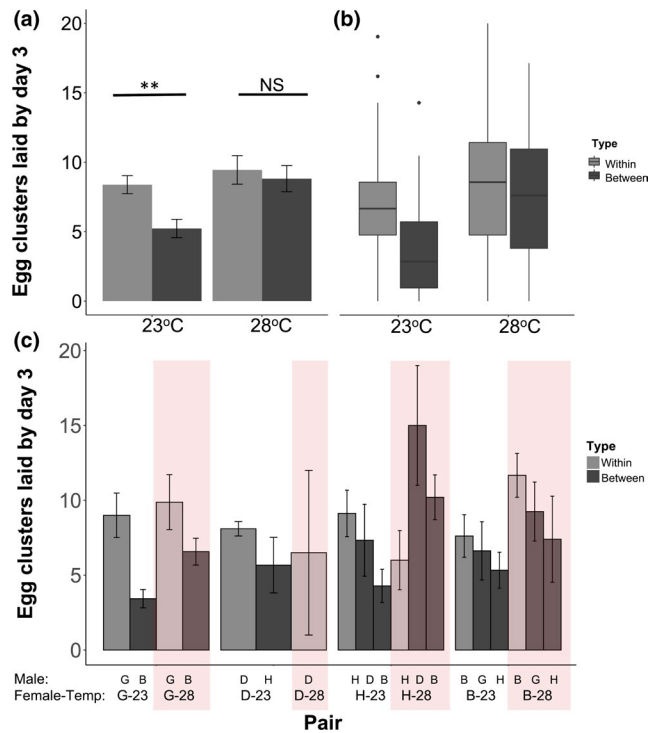 (a)
Egg clusters laid by day 3
20
15
10
5
0
**
NS
23°C
28°C
(b)
23°C
28°C
Type
Within
Between
(c)
Egg clusters laid by day 3
20
15
10
5
0
Type
Within
Between
Male: G B G B D H D H D B H D B B G H B G H
Female-Temp: G-23 G-28 D-23 D-28 H-23 H-28 B-23 B-28
Pair